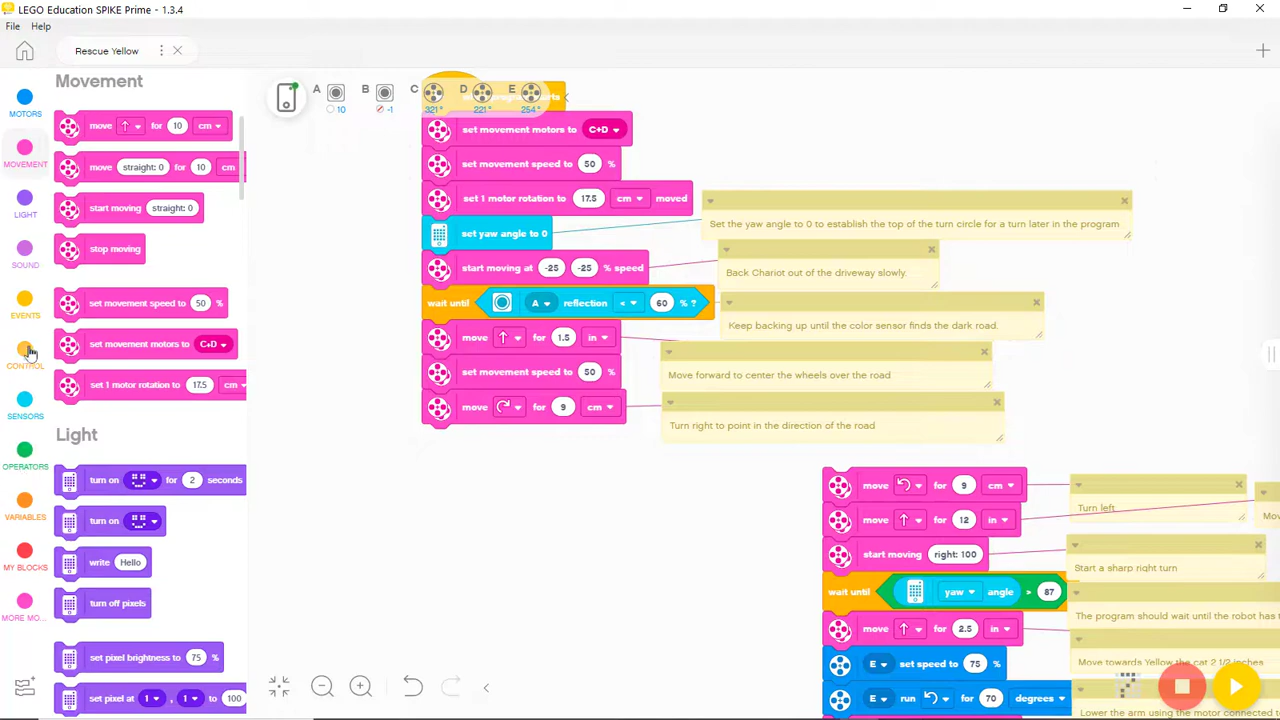 LEGO Education SPIKE Prime - 1.3.4
File Help
Rescue Yellow
MOTORS
MOVEMENT
LIGHT
SOUND
EVENTS
CONTROL
SENSORS
OPERATORS
VARIABLES
MY BLOCKS
MORE MO...
Movement
move for 10 cm
move straight: 0 for 10 cm
start moving straight: 0
stop moving
set movement speed to 50 %
set movement motors to C+D
set 1 motor rotation to 17.5 cm
Light
turn on for 2 seconds
turn on
write Hello
turn off pixels
set pixel brightness to 75 %
set pixel at 1 , 1 to 100
A B C D E
10 -1 321° 221° 254°
set movement motors to C+D
set movement speed to 50 %
set 1 motor rotation to 17.5 cm moved
set yaw angle to 0
Set the yaw angle to 0 to establish the top of the turn circle for a turn later in the program
start moving at -25 -25 % speed
Back Chariot out of the driveway slowly.
wait until A reflection < 60 % ?
Keep backing up until the color sensor finds the dark road.
move for 1.5 in
Move forward to center the wheels over the road
set movement speed to 50 %
move for 9 cm
Turn right to point in the direction of the road
move for 9 cm
Turn left
move for 12 in
start moving right: 100
Start a sharp right turn
wait until yaw angle > 87
The program should wait until the robot has
move for 2.5 in
Move towards Yellow the cat 2 1/2 inches
E set speed to 75 %
E run for 70 degrees
Lower the arm using the motor connected to